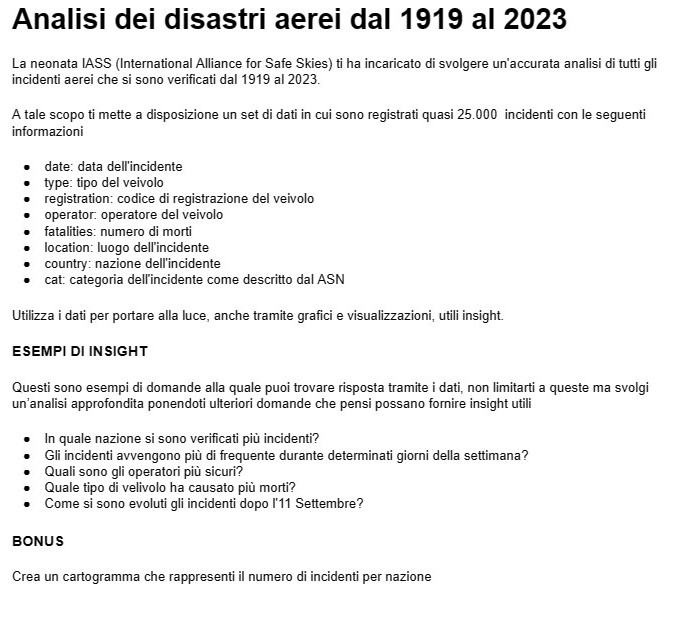 Analisi dei disastri aerei dal 1919 al 2023
La neonata IASS (International Alliance for Safe Skies) ti ha incaricato di svolgere un'accurata analisi di tutti gli
incidenti aerei che si sono verificati dal 1919 al 2023.
A tale scopo ti mette a disposizione un set di dati in cui sono registrati quasi 25.000 incidenti con le seguenti
informazioni
• date: data dell'incidente
• type: tipo del veivolo
• registration: codice di registrazione del veivolo
• operator: operatore del veivolo
• fatalities: numero di morti
• location: luogo dell'incidente
• country: nazione dell'incidente
• cat: categoria dell'incidente come descritto dal ASN
Utilizza i dati per portare alla luce, anche tramite grafici e visualizzazioni, utili insight.
ESEMPI DI INSIGHT
Questi sono esempi di domande alla quale puoi trovare risposta tramite i dati, non limitarti a queste ma svolgi
un'analisi approfondita ponendoti ulteriori domande che pensi possano fornire insight utili
• In quale nazione si sono verificati più incidenti?
• Gli incidenti avvengono più di frequente durante determinati giorni della settimana?
• Quali sono gli operatori più sicuri?
• Quale tipo di velivolo ha causato più morti?
• Come si sono evoluti gli incidenti dopo l'11 Settembre?
BONUS
Crea un cartogramma che rappresenti il numero di incidenti per nazione